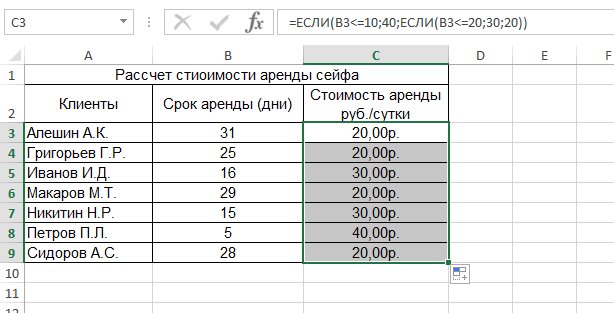 C3 fx =ЕСЛИ(B3<=10;40;ЕСЛИ(B3<=20;30;20))
A B C D E F
1 Рассчет стиоимости аренды сейфа
2 Клиенты Срок аренды (дни) Стоимость аренды
руб./сутки
3 Алешин А.К. 31 20,00р.
4 Григорьев Г.Р. 25 20,00р.
5 Иванов И.Д. 16 30,00р.
6 Макаров М.Т. 29 20,00р.
7 Никитин Н.Р. 15 30,00р.
8 Петров П.Л. 5 40,00р.
9 Сидоров А.С. 28 20,00р.
10
11